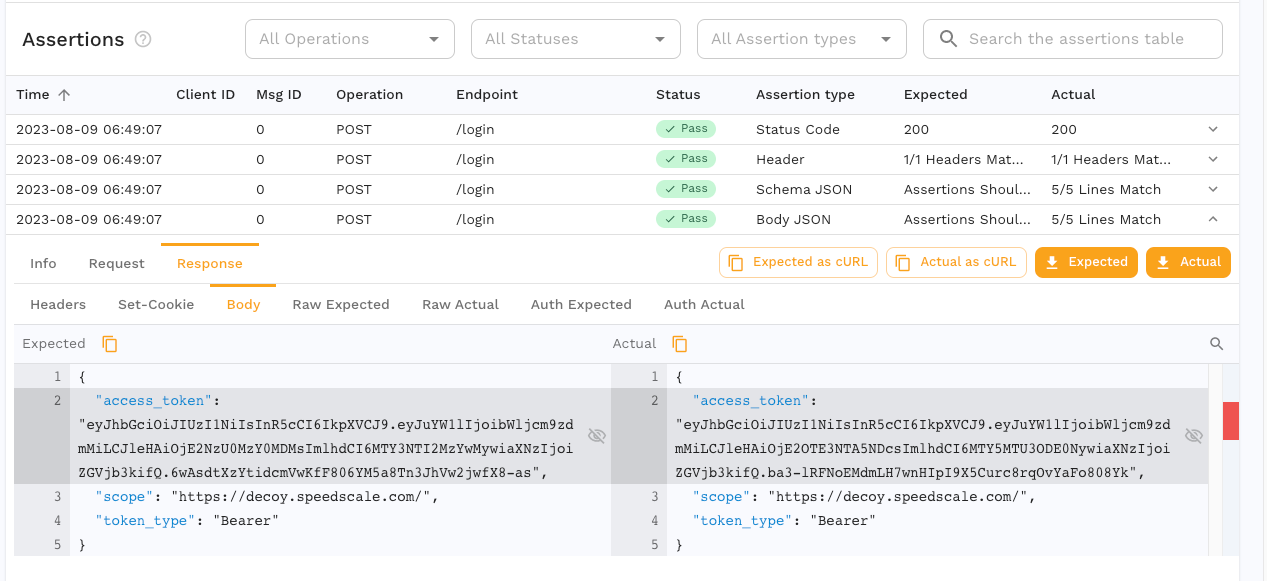 Assertions ?
All Operations All Statuses All Assertion types Search the assertions table
Time Client ID Msg ID Operation Endpoint Status Assertion type Expected Actual
2023-08-09 06:49:07 0 POST /login Pass Status Code 200 200
2023-08-09 06:49:07 0 POST /login Pass Header 1/1 Headers Mat... 1/1 Headers Mat...
2023-08-09 06:49:07 0 POST /login Pass Schema JSON Assertions Shoul... 5/5 Lines Match
2023-08-09 06:49:07 0 POST /login Pass Body JSON Assertions Shoul... 5/5 Lines Match
Info Request Response Expected as cURL Actual as cURL Expected Actual
Headers Set-Cookie Body Raw Expected Raw Actual Auth Expected Auth Actual
Expected
1 {
2 "access_token":
"eyJhbGciOiJIUzI1NiIsInR5cCI6IkpXVCJ9.eyJuYW1lIjoibWljcm9zd
mMiLCJleHAiOjE2NzU0MzY0MDMsImlhdCI6MTY3NTI2MzYwMywiaXNzIjoi
ZGVjb3kifQ.6wAsdtXzYtidcmVwKfF806YM5a8Tn3JhVw2jwfX8-as",
3 "scope": "https://decoy.speedscale.com/",
4 "token_type": "Bearer"
5 }
Actual
1 {
2 "access_token":
"eyJhbGciOiJIUzI1NiIsInR5cCI6IkpXVCJ9.eyJuYW1lIjoibWljcm9zd
mMiLCJleHAiOjE2OTE3NTA5NDcsImlhdCI6MTY5MTU3ODE0NywiaXNzIjoi
ZGVjb3kifQ.ba3-lRFNoEMdmLH7wnHIpI9X5Curc8rqOvYaFo808Yk",
3 "scope": "https://decoy.speedscale.com/",
4 "token_type": "Bearer"
5 }